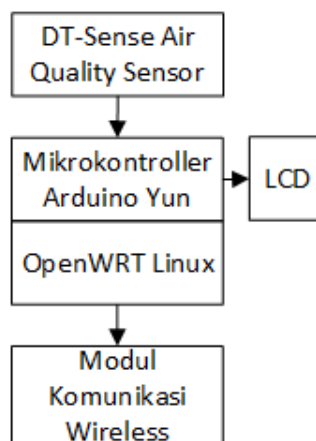 DT-Sense Air
Quality Sensor
Mikrokontroller
Arduino Yun
LCD
OpenWRT Linux
Modul
Komunikasi
Wireless